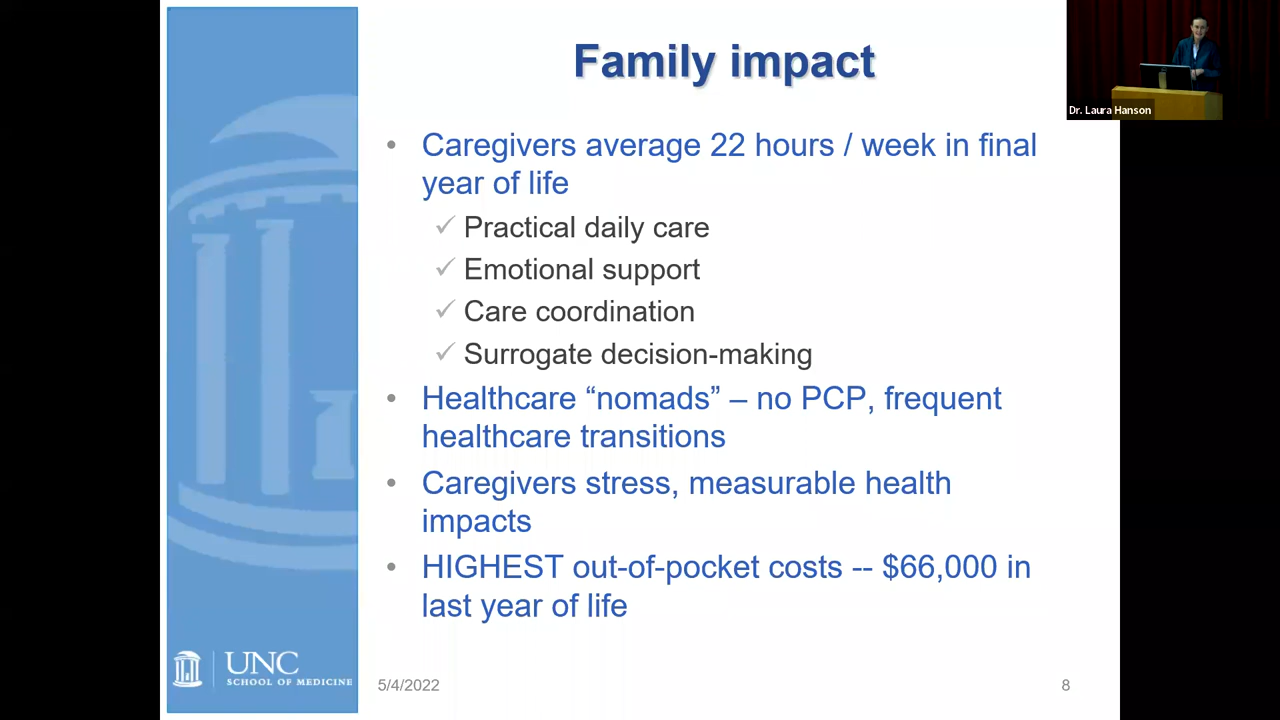 Family impact
Dr. Laura Hanson
• Caregivers average 22 hours / week in final
year of life
✓ Practical daily care
✓ Emotional support
✓ Care coordination
✓ Surrogate decision-making
• Healthcare “nomads” – no PCP, frequent
healthcare transitions
• Caregivers stress, measurable health
impacts
• HIGHEST out-of-pocket costs -- $66,000 in
last year of life
UNC
SCHOOL OF MEDICINE
5/4/2022
8